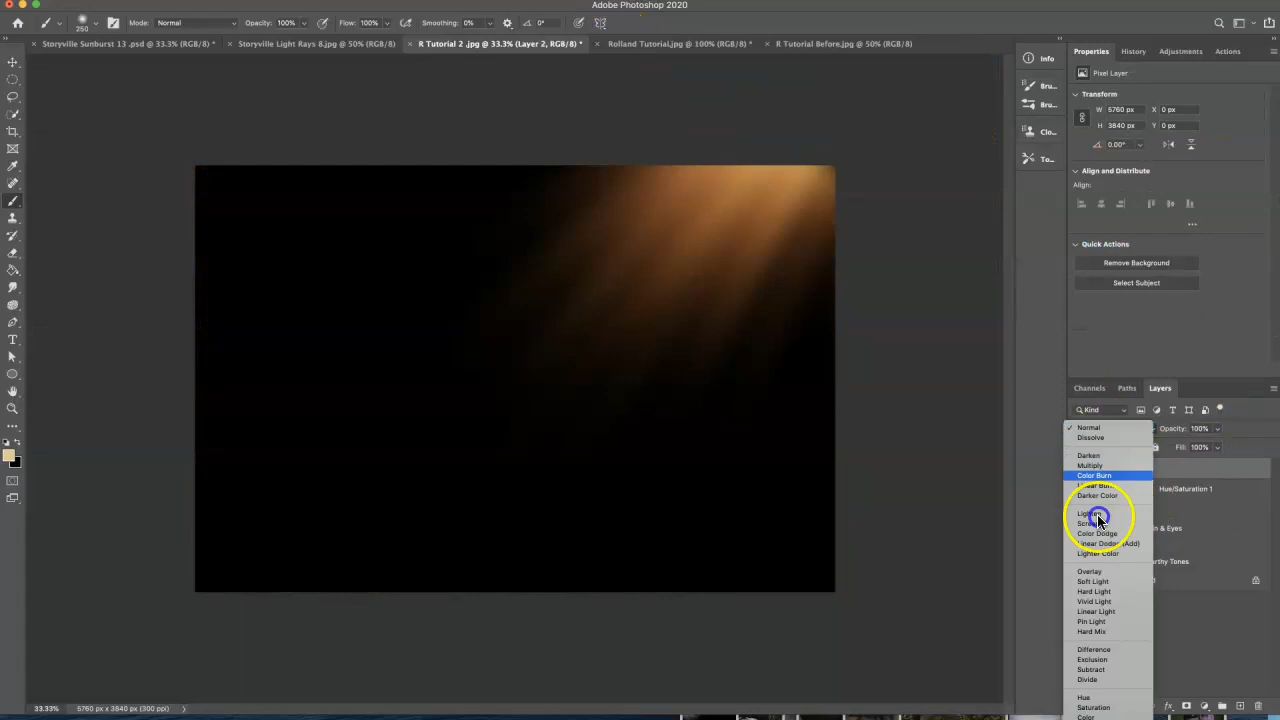 Adobe Photoshop 2020
250 Mode: Normal Opacity: 100% Flow: 100% Smoothing: 0% 0°
Storyville Sunburst 13 .psd @ 33.3% (RGB/8) * Storyville Light Rays 8.jpg @ 50% (RGB/8) R Tutorial 2 .jpg @ 33.3% (Layer 2, RGB/8) * Rolland Tutorial.jpg @ 100% (RGB/8) * R Tutorial Before.jpg @ 50% (RGB/8)
Info
Bru...
Bru...
Clo...
To...
Properties History Adjustments Actions
Pixel Layer
Transform
W 5760 px X 0 px
H 3840 px Y 0 px
0.00°
Align and Distribute
Align:
Quick Actions
Remove Background
Select Subject
Channels Paths Layers
Kind
Opacity: 100%
Fill: 100%
Normal
Dissolve
Darken
Multiply
Color Burn
Linear Burn
Darker Color
Lighten
Color Dodge
Linear Dodge (Add)
Lighter Color
Overlay
Soft Light
Hard Light
Vivid Light
Linear Light
Pin Light
Hard Mix
Difference
Exclusion
Subtract
Divide
Hue
Saturation
Color
Hue/Saturation 1
n & Eyes
rthy Tones
33.33% 5760 px x 3840 px (300 ppi)